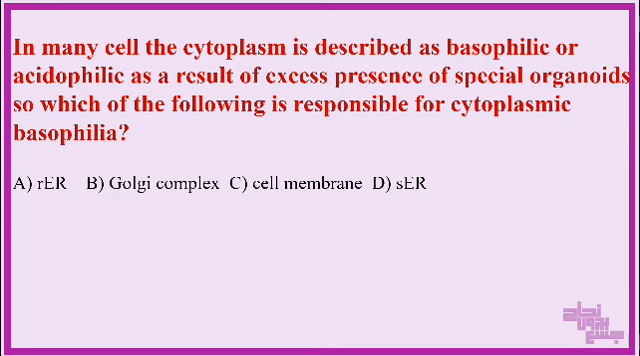 In many cell the cytoplasm is described as basophilic or
acidophilic as a result of excess presence of special organoids
so which of the following is responsible for cytoplasmic
basophilia?
A) rER B) Golgi complex C) cell membrane D) sER